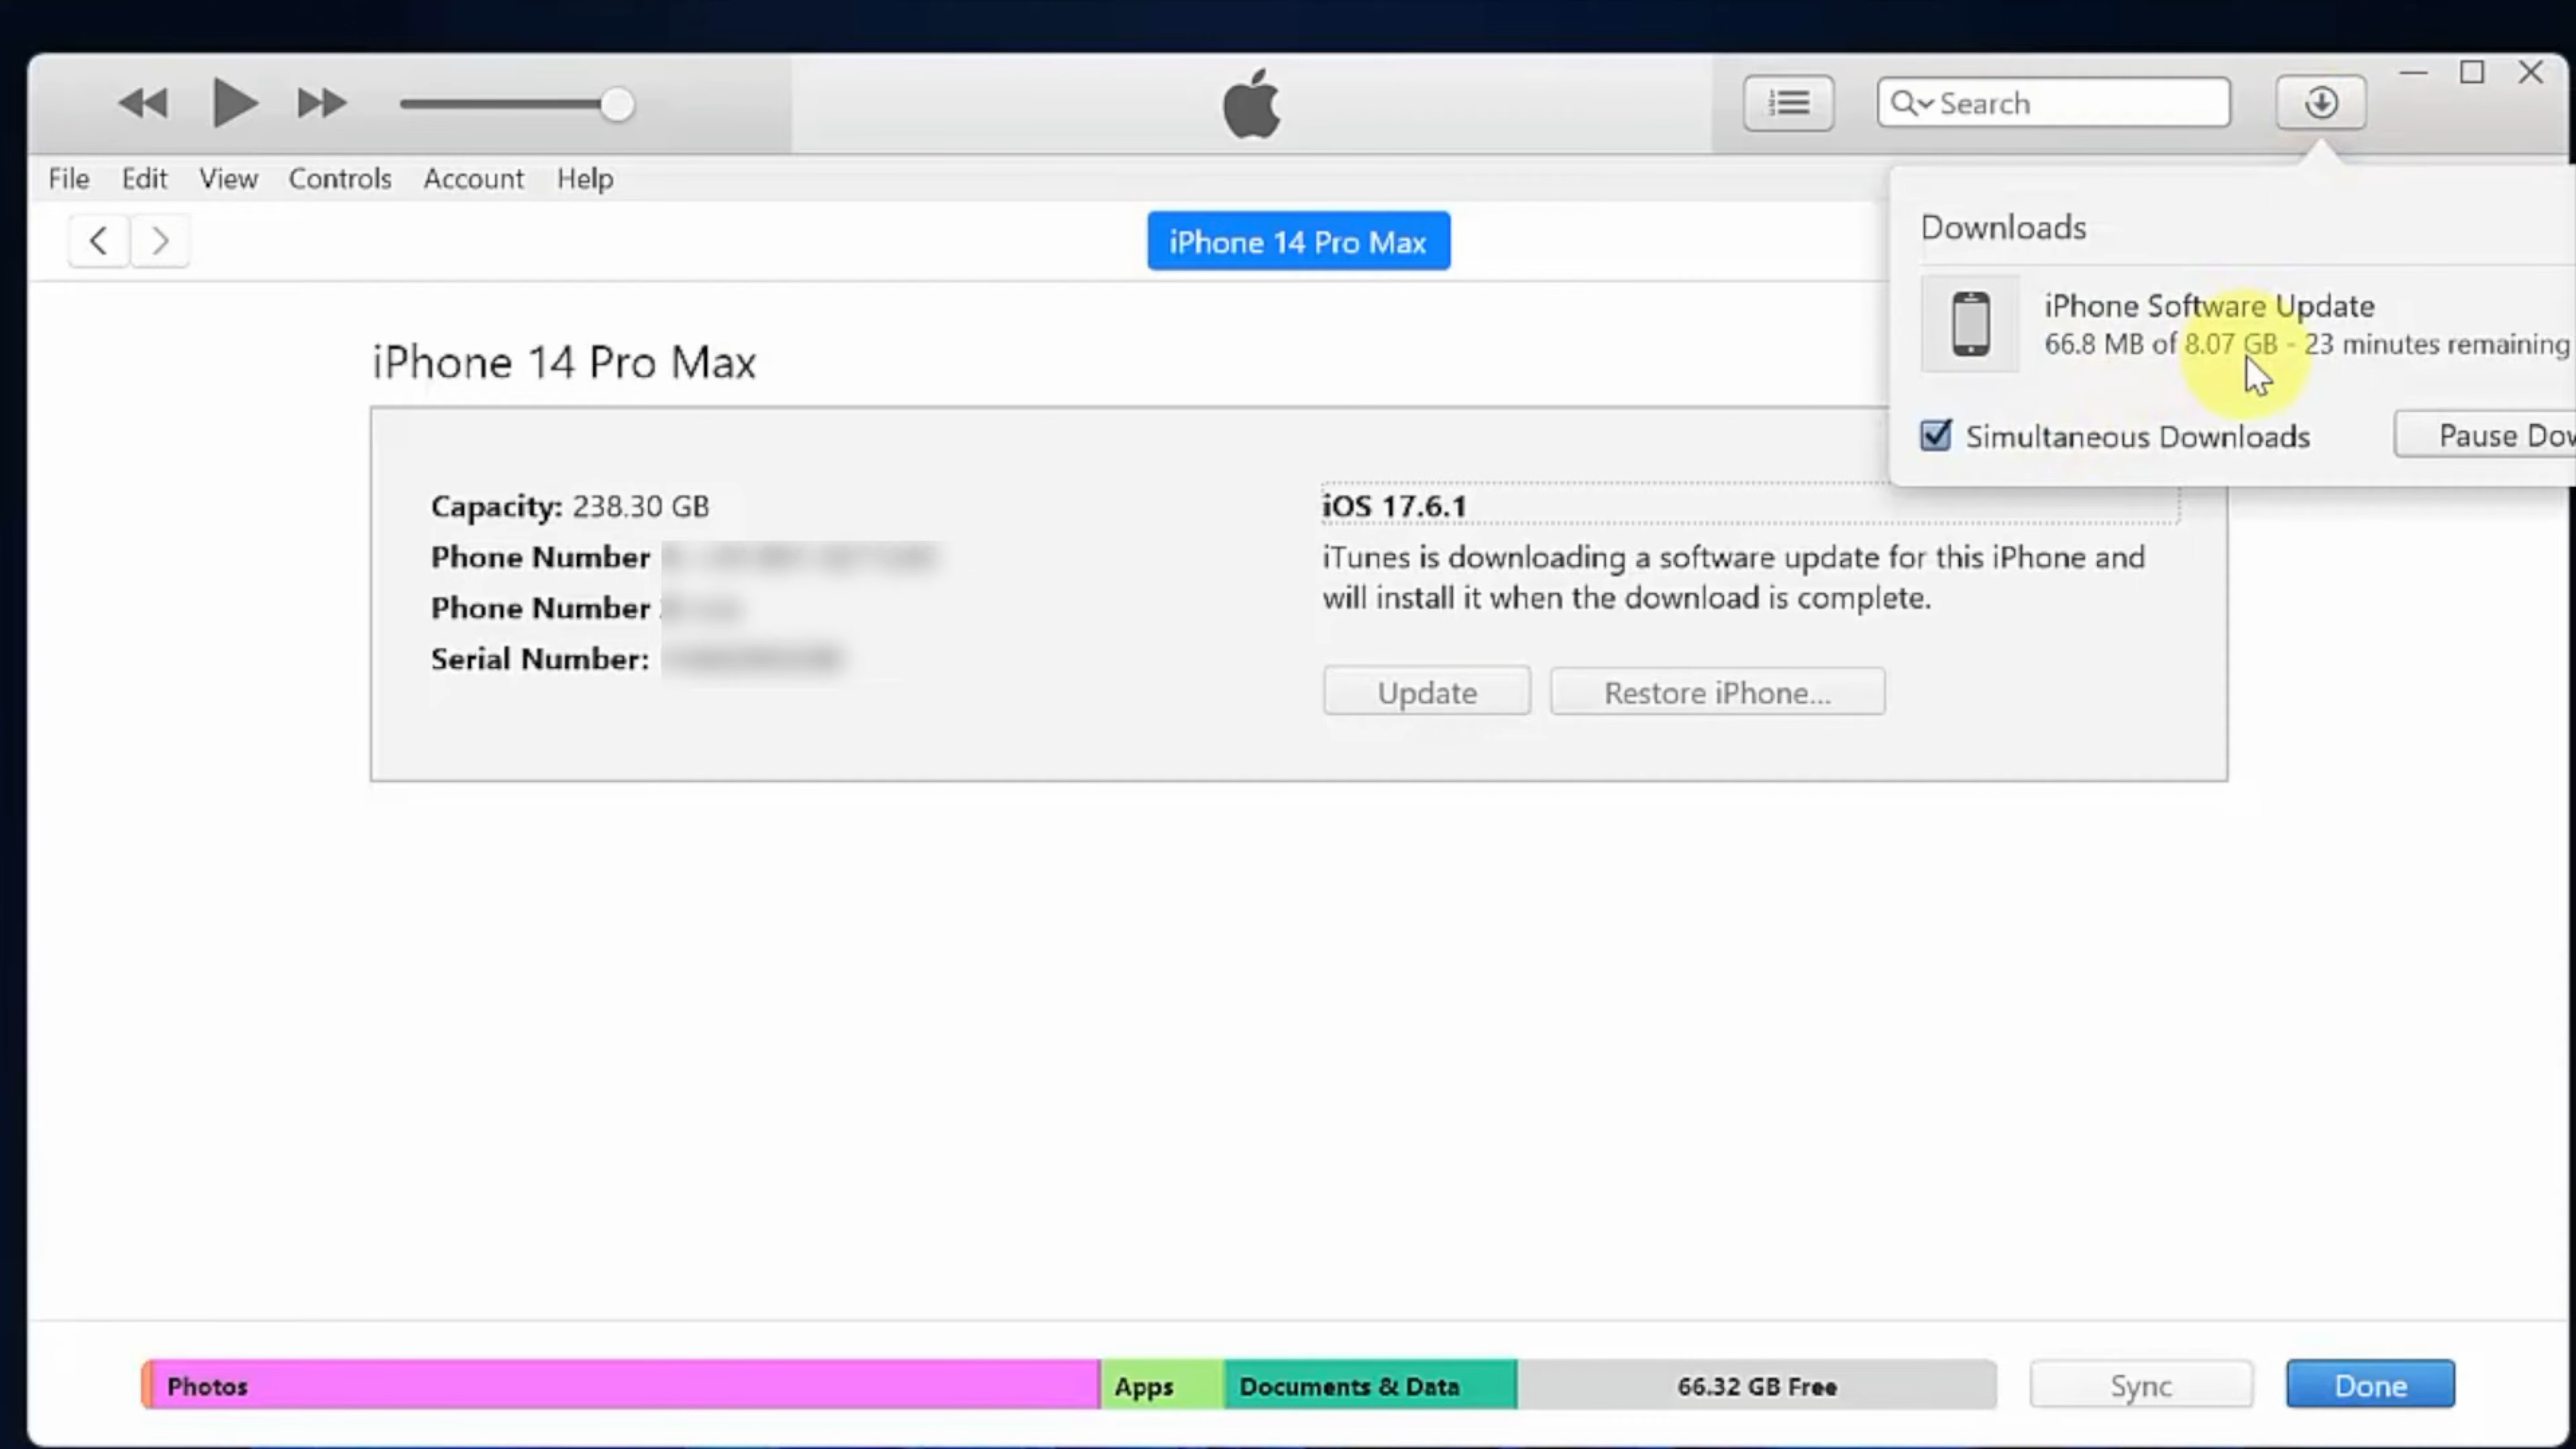 Search
File Edit View Controls Account Help
iPhone 14 Pro Max
Downloads
iPhone Software Update
66.8 MB of 8.07 GB - 23 minutes remaining
Simultaneous Downloads
Pause Dow
iPhone 14 Pro Max
Capacity: 238.30 GB
Phone Number
Phone Number
Serial Number:
iOS 17.6.1
iTunes is downloading a software update for this iPhone and
will install it when the download is complete.
Update
Restore iPhone...
Photos
Apps
Documents & Data
66.32 GB Free
Sync
Done